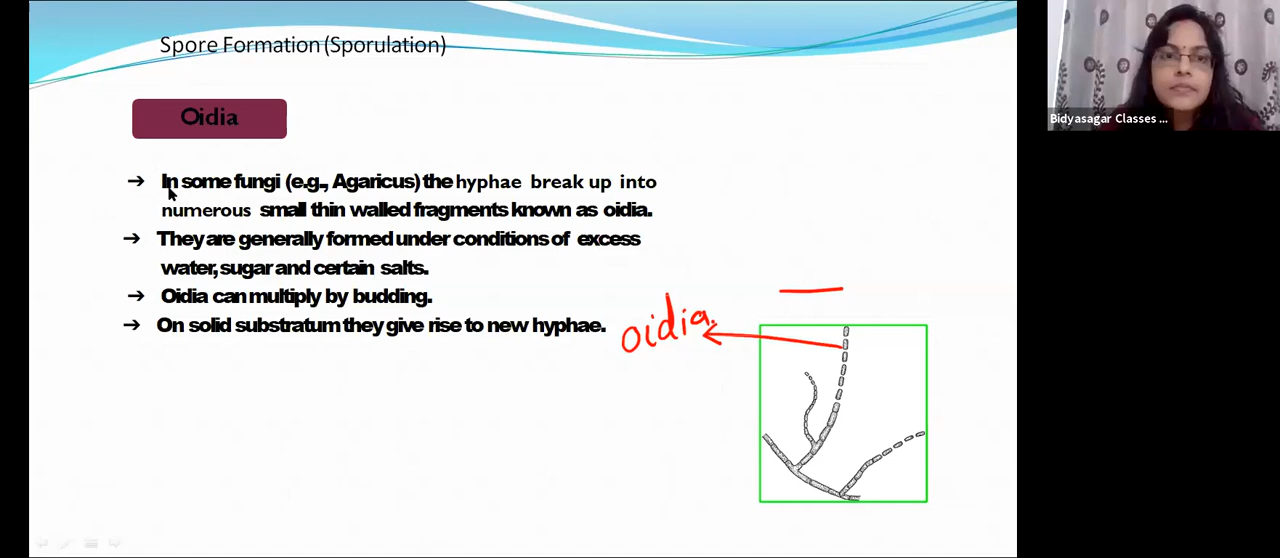 Spore Formation (Sporulation)
Oidia
→ In some fungi (e.g., Agaricus) the hyphae break up into
numerous small thin walled fragments known as oidia.
→ They are generally formed under conditions of excess
water, sugar and certain salts.
→ Oidia can multiply by budding.
→ On solid substratum they give rise to new hyphae.
oidia.
Bidyasagar Classes ...